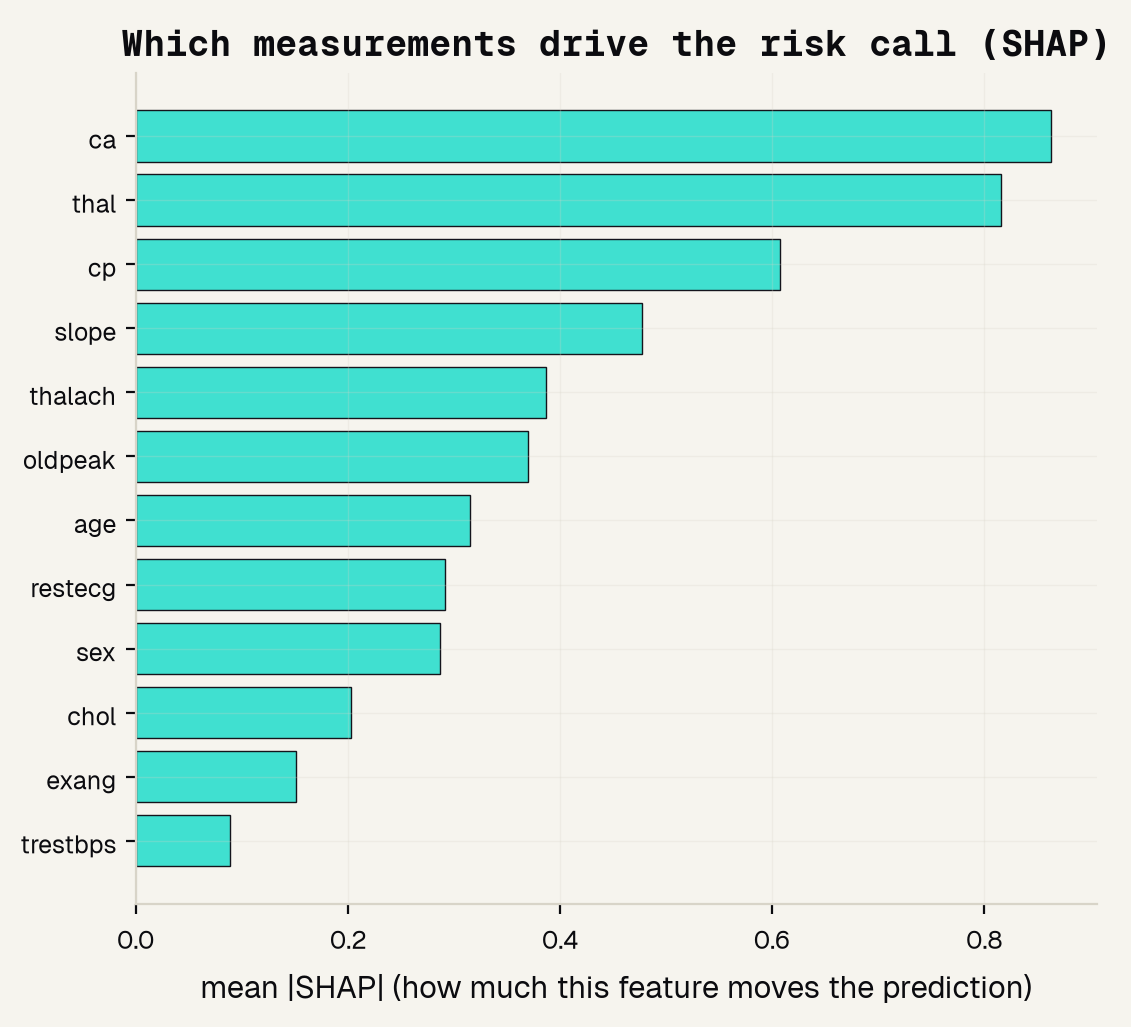 Which measurements drive the risk call (SHAP)
ca
thal
cp
slope
thalach
oldpeak
age
restecg
sex
chol
exang
trestbps
0.0 0.2 0.4 0.6 0.8
mean |SHAP| (how much this feature moves the prediction)